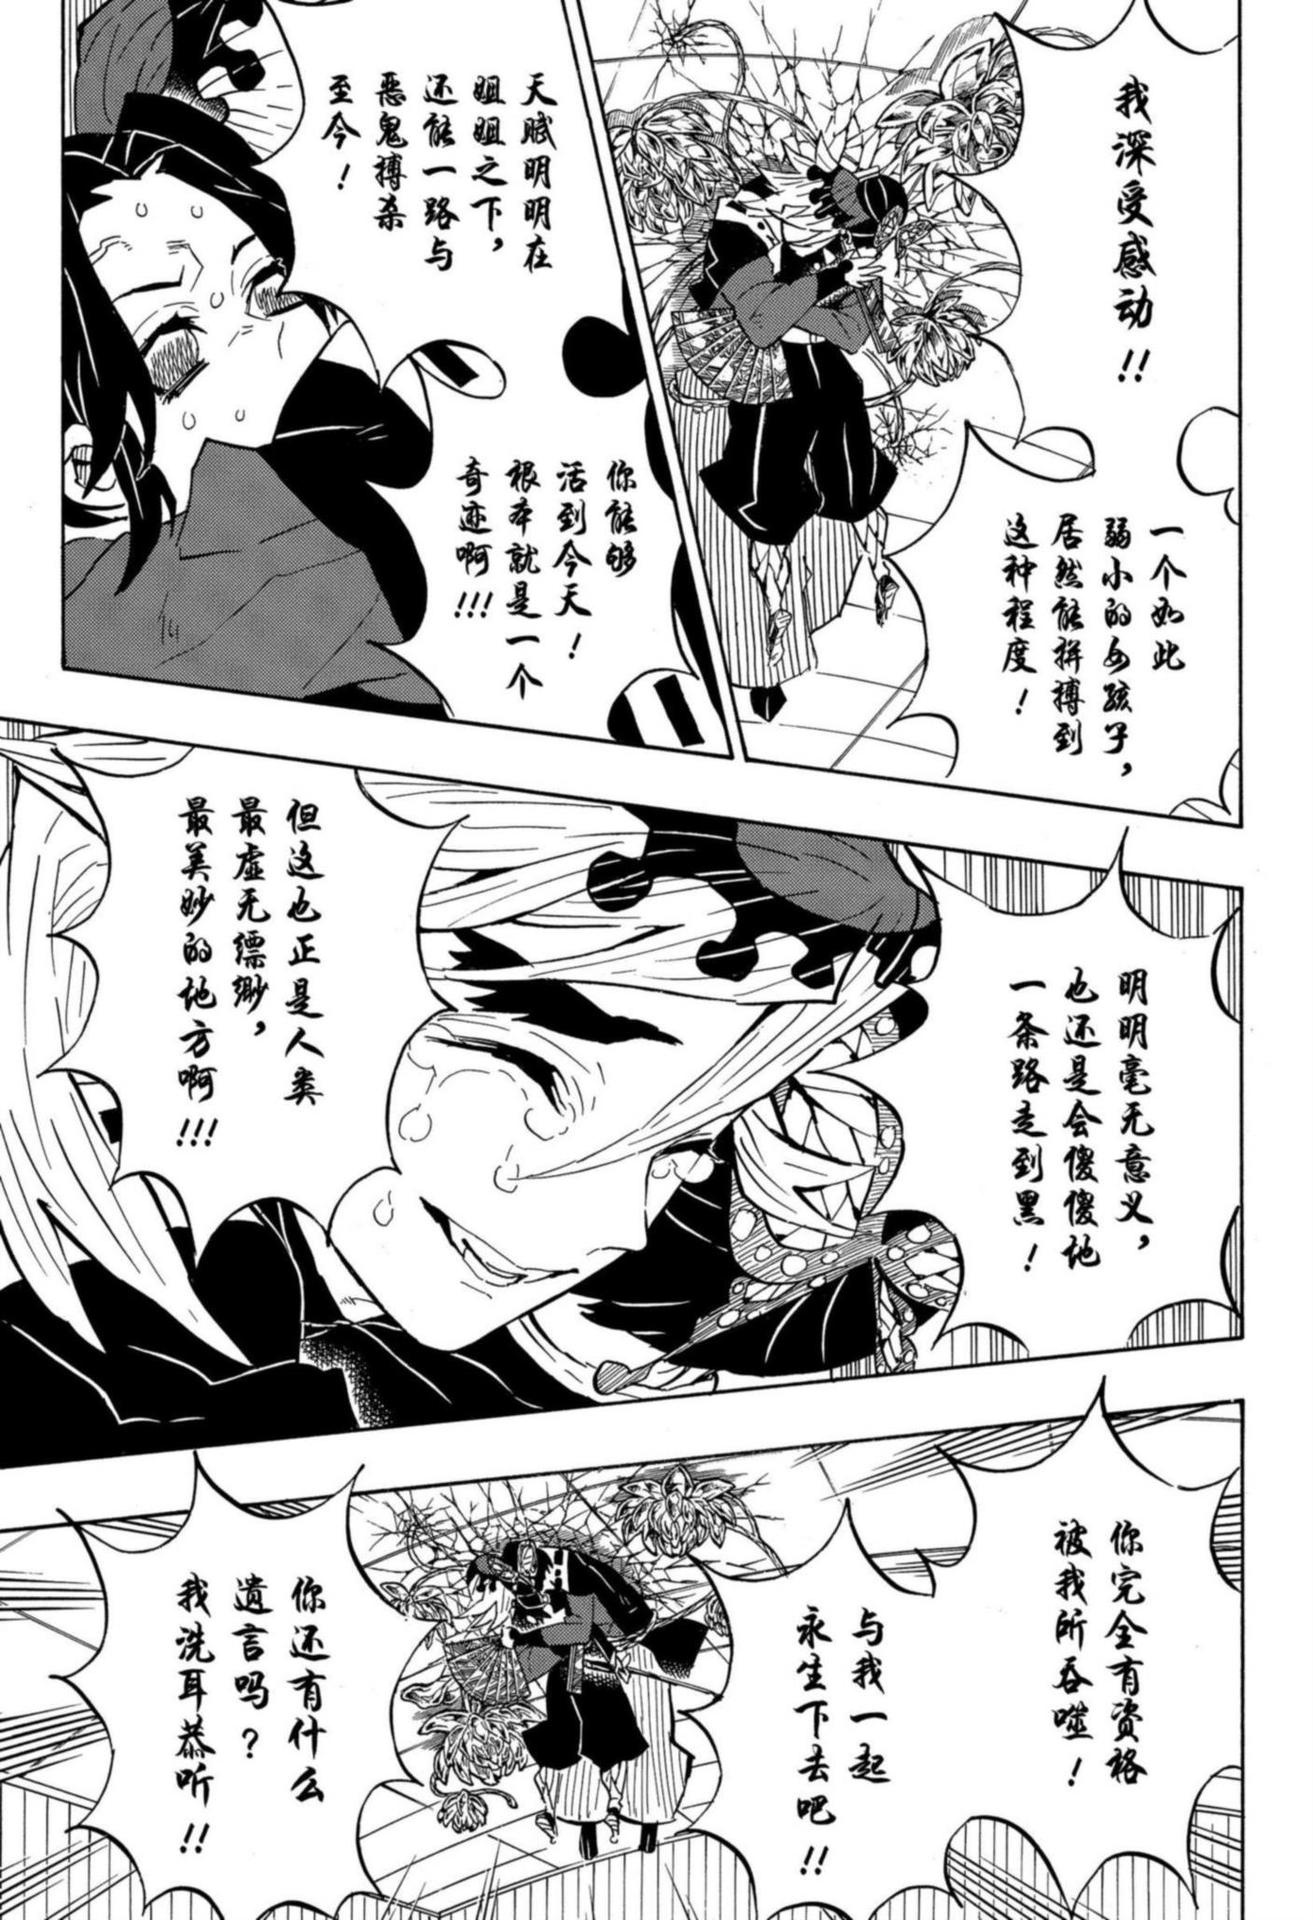 我深受感动!!
一个如此
弱小的女孩子，
居然能拼搏到
这种程度！
天赋明明在
姐姐之下，
还能一路与
恶鬼搏杀
至今！
你能够
活到今天！
根本就是一个
奇迹啊!!!
明明毫无意义，
也还是会傻傻地
一条路走到黑！
但这也正是人类
最虚无缥缈，
最美妙的地方啊!!!
你完全有资格
被我所吞噬！
与我一起
永生下去吧!!
你还有什么
遗言吗？
我洗耳恭听!!